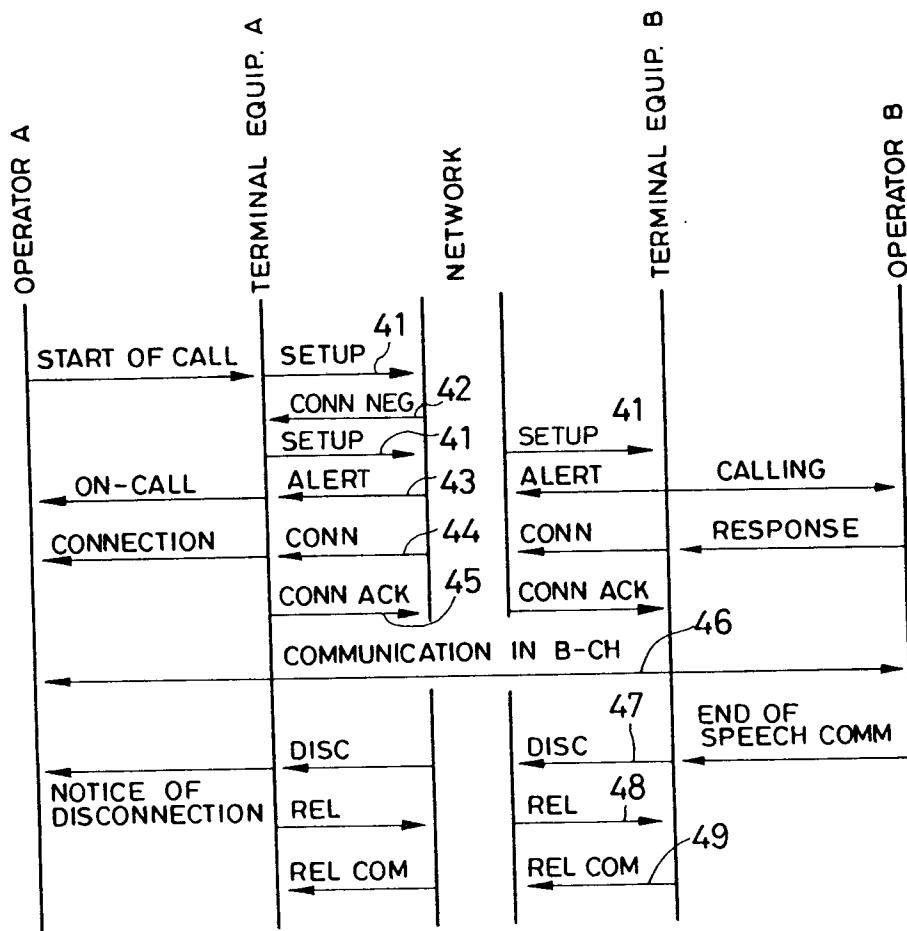 OPERATOR A
TERMINAL EQUIP. A
NETWORK
TERMINAL EQUIP. B
OPERATOR B
START OF CALL
SETUP
41
CONN NEG
42
SETUP
41
SETUP
41
ON-CALL
ALERT
43
ALERT
CALLING
CONNECTION
CONN
44
CONN
RESPONSE
CONN ACK
45
CONN ACK
COMMUNICATION IN B-CH
46
DISC
DISC
47
END OF
SPEECH COMM
NOTICE OF
DISCONNECTION
REL
REL
48
REL COM
REL COM
49